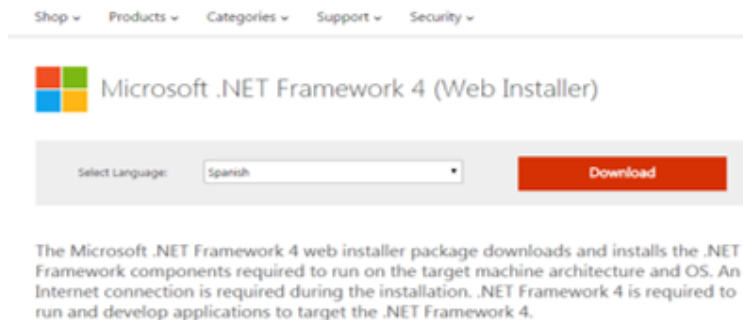 Shop Products Categories Support Security
Microsoft .NET Framework 4 (Web Installer)
Select Language: Spanish Download
The Microsoft .NET Framework 4 web installer package downloads and installs the .NET
Framework components required to run on the target machine architecture and OS. An
Internet connection is required during the installation. .NET Framework 4 is required to
run and develop applications to target the .NET Framework 4.